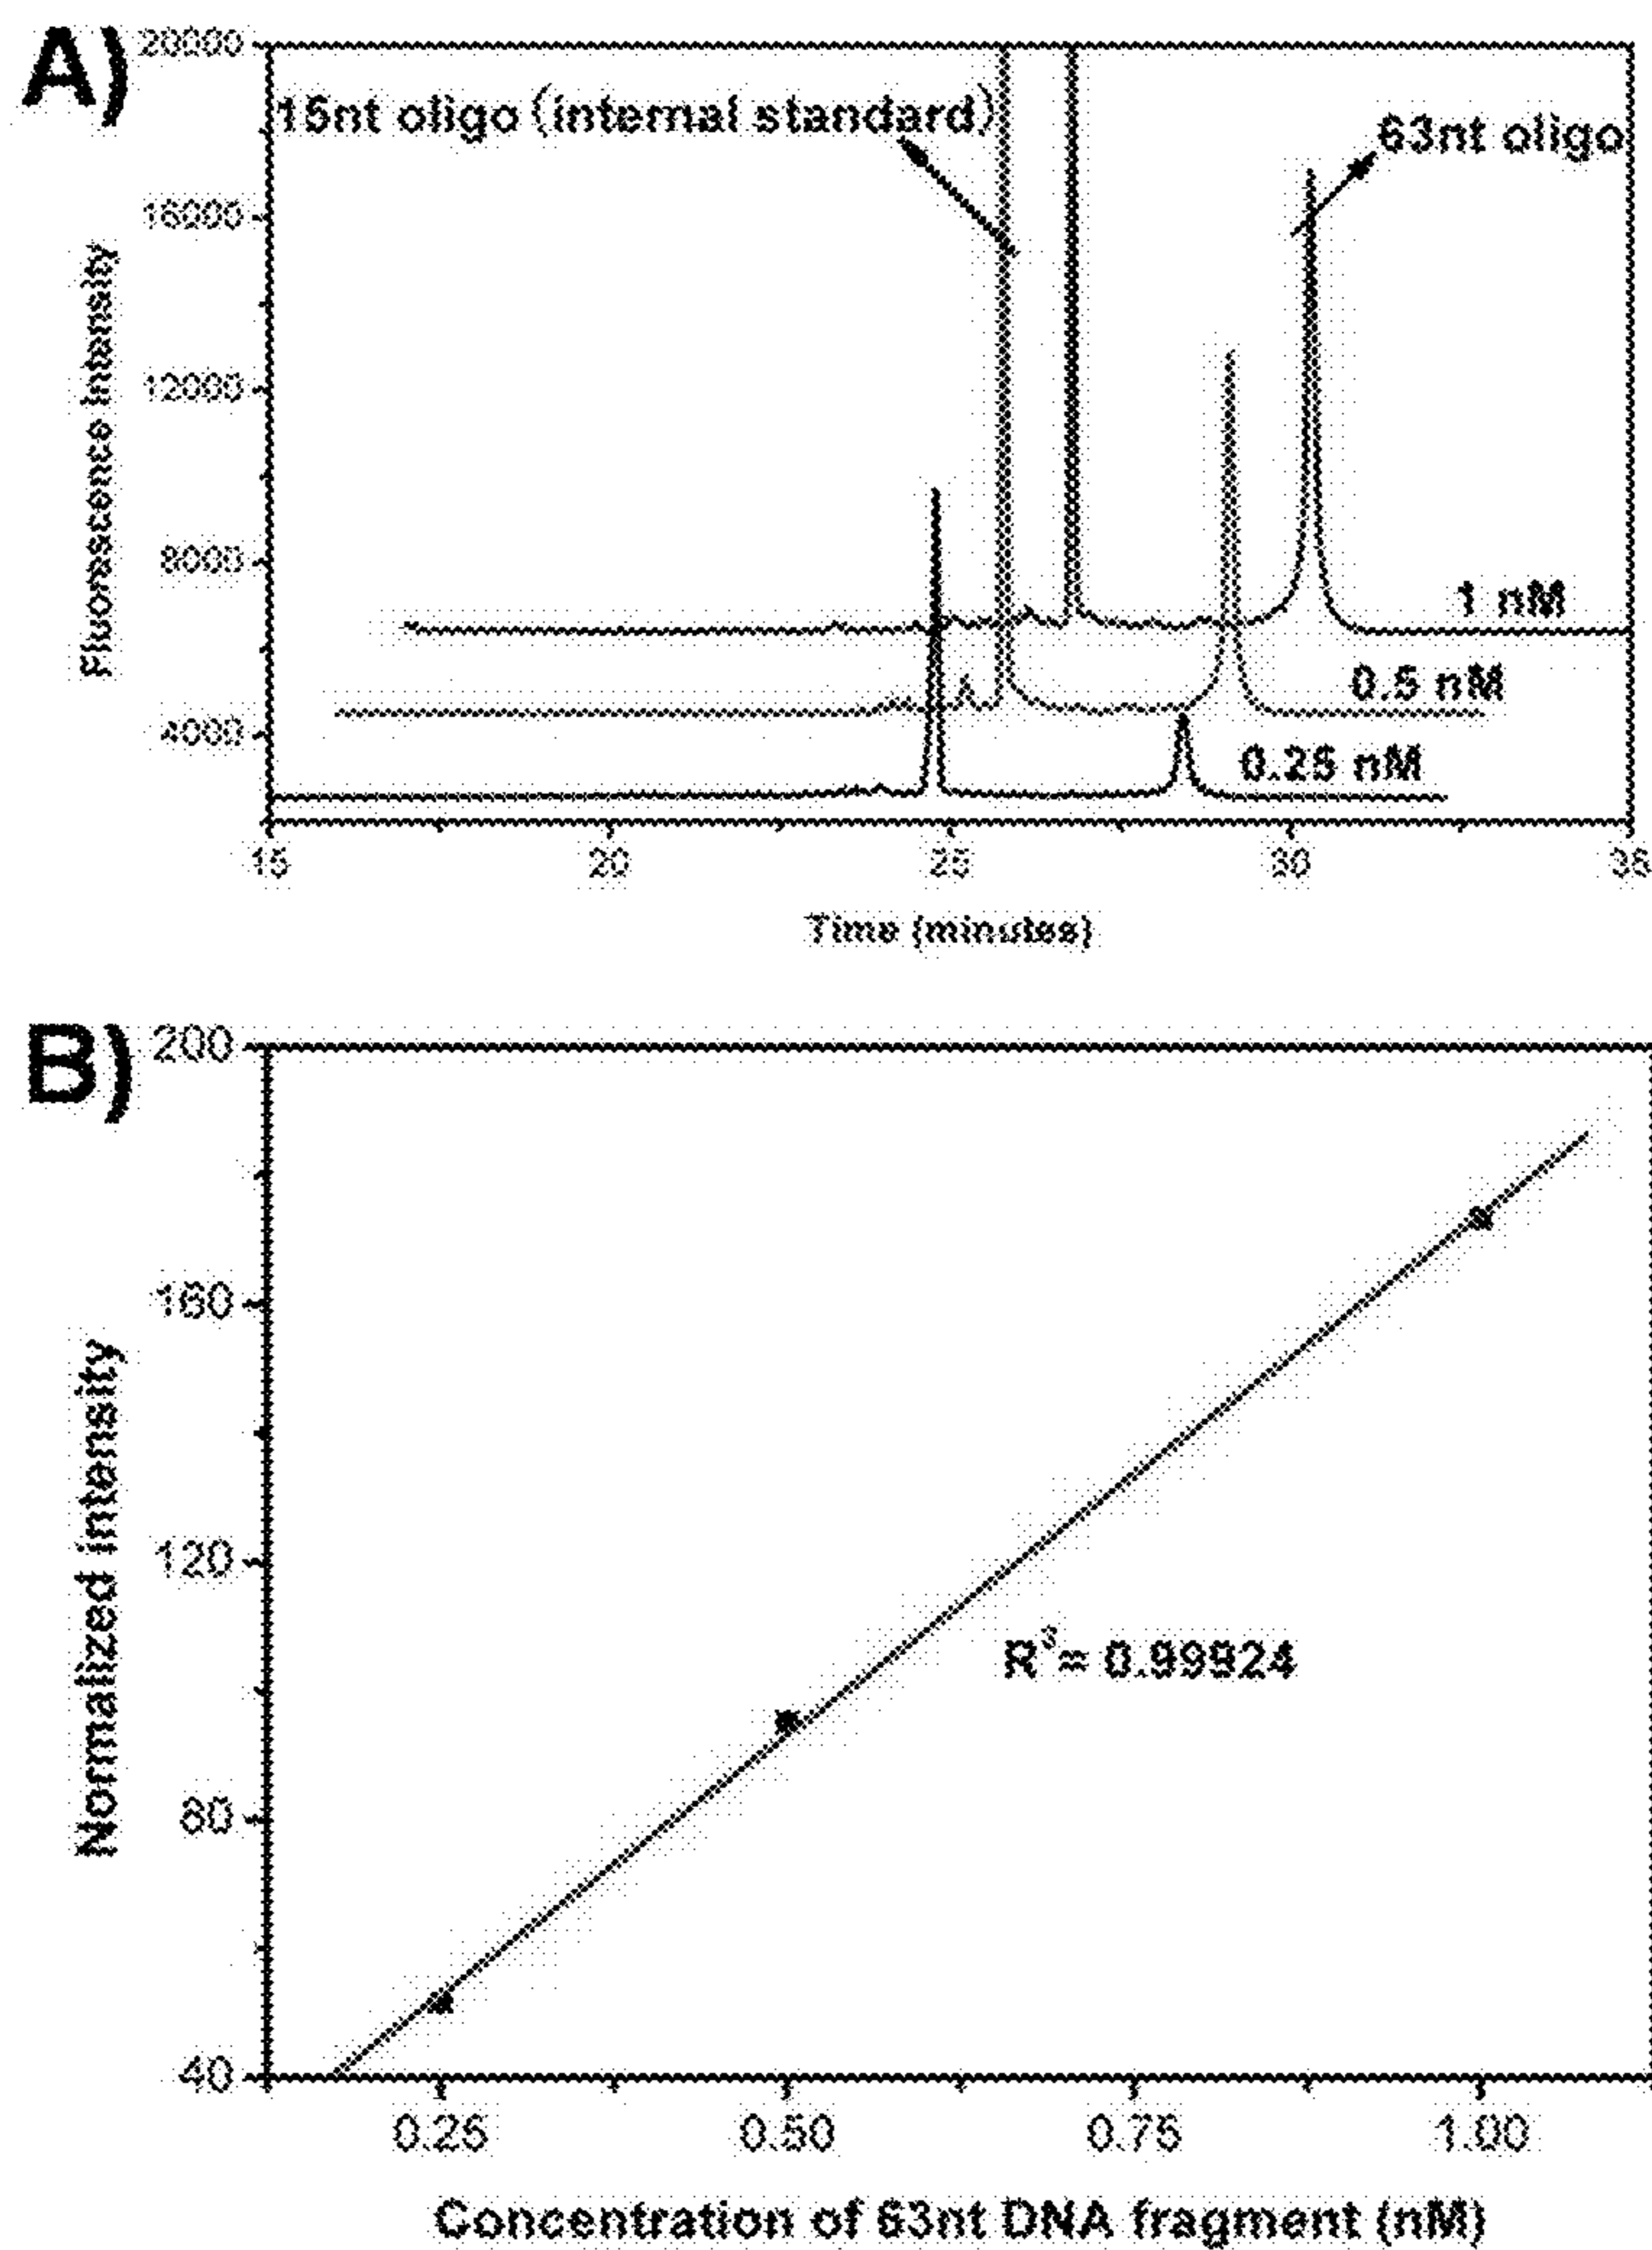 A)
20000
15nt oligo (internal standard)
63nt oligo
16000
Fluorescence Intensity
12000
8000
1 nM
0.5 nM
4000
0.25 nM
15 20 25 30 35
Time (minutes)
B)
200
160
Normalized intensity
120
R²= 0.99924
80
40
0.25 0.50 0.75 1.00
Concentration of 63nt DNA fragment (nM)